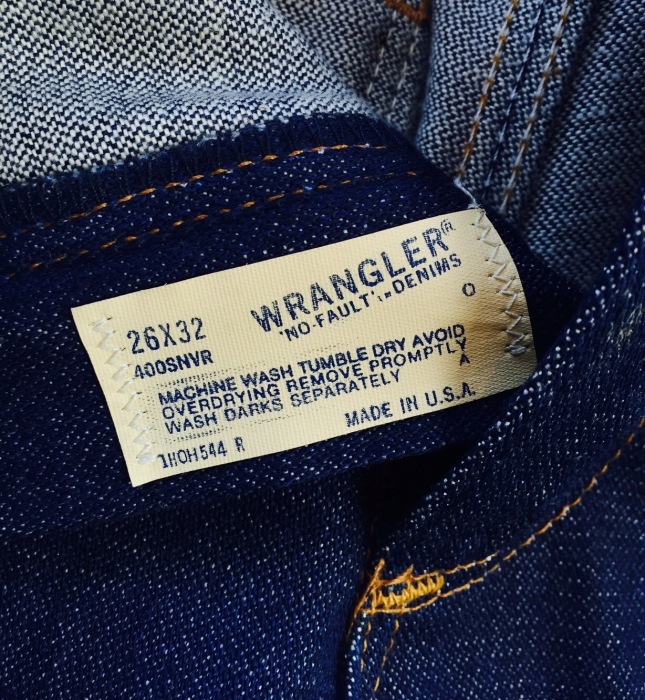 WRANGLER®
26X32 'NO-FAULT'™ DENIMS
400SNVR O
MACHINE WASH TUMBLE DRY AVOID
OVERDRYING REMOVE PROMPTLY
WASH DARKS SEPARATELY A
MADE IN U.S.A.
1HOH544 R